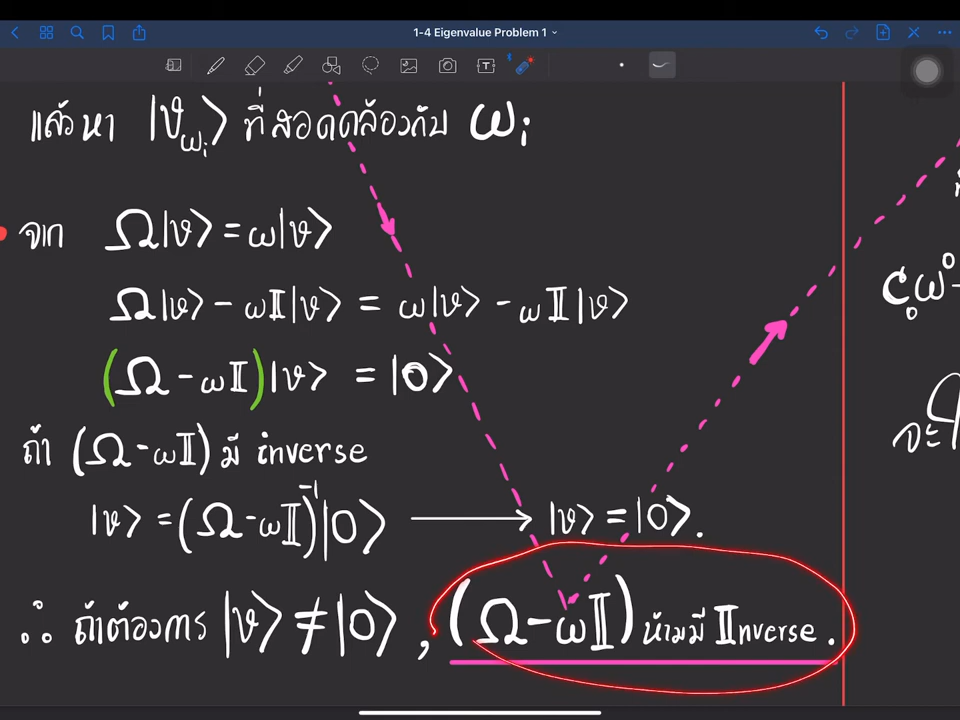 1-4 Eigenvalue Problem 1
แล้วหา |𝜗ωᵢ⟩ ที่สอดคล้องกับ ωᵢ
จาก Ω|𝜗⟩ = ω|𝜗⟩
Ω|𝜗⟩ - ω𝕀|𝜗⟩ = ω|𝜗⟩ - ω𝕀|𝜗⟩
(Ω - ω𝕀)|𝜗⟩ = |0⟩
ถ้า (Ω - ω𝕀) มี inverse
|𝜗⟩ = (Ω - ω𝕀)⁻¹|0⟩ → |𝜗⟩ = |0⟩.
∴ ถ้าต้องการ |𝜗⟩ ≠ |0⟩, (Ω - ω𝕀) ห้ามมี Inverse.
C₀ω⁰
จะ